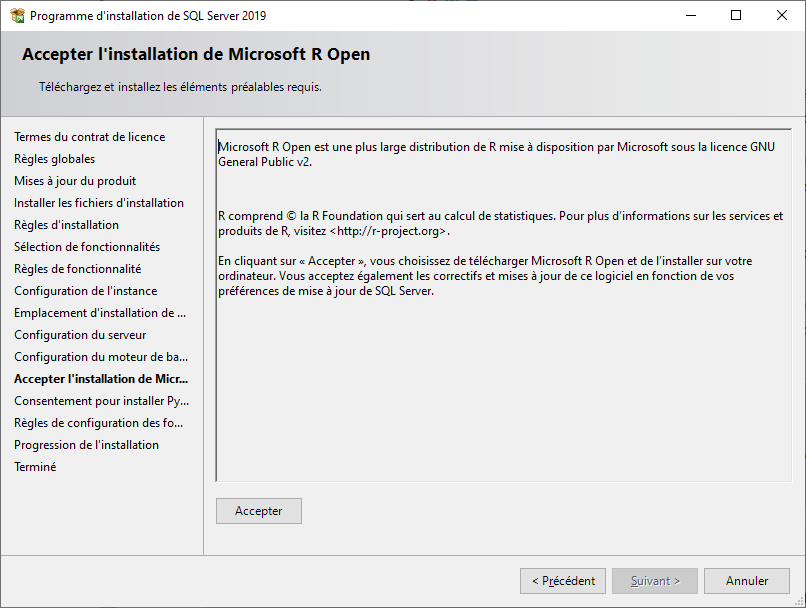 Programme d'installation de SQL Server 2019
Accepter l'installation de Microsoft R Open
Téléchargez et installez les éléments préalables requis.
Termes du contrat de licence
Règles globales
Mises à jour du produit
Installer les fichiers d'installation
Règles d'installation
Sélection de fonctionnalités
Règles de fonctionnalité
Configuration de l'instance
Emplacement d'installation de ...
Configuration du serveur
Configuration du moteur de ba...
Accepter l'installation de Micr...
Consentement pour installer Py...
Règles de configuration des fo...
Progression de l'installation
Terminé
Microsoft R Open est une plus large distribution de R mise à disposition par Microsoft sous la licence GNU
General Public v2.
R comprend © la R Foundation qui sert au calcul de statistiques. Pour plus d’informations sur les services et
produits de R, visitez <http://r-project.org>.
En cliquant sur « Accepter », vous choisissez de télécharger Microsoft R Open et de l’installer sur votre
ordinateur. Vous acceptez également les correctifs et mises à jour de ce logiciel en fonction de vos
préférences de mise à jour de SQL Server.
Accepter
< Précédent
Suivant >
Annuler